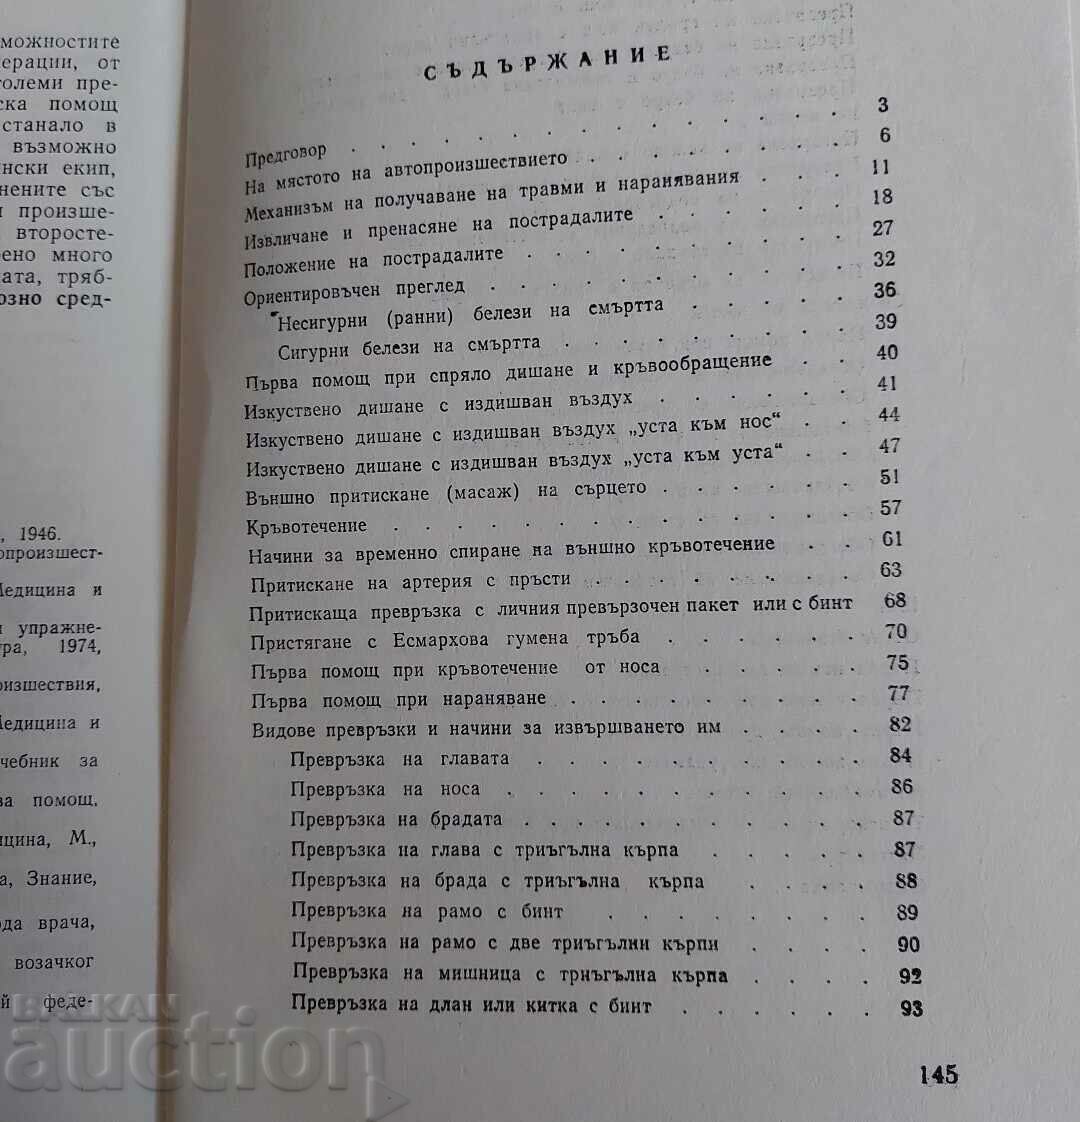 можностите
ерации, от
големи пре-
ска помощ
станало в
възможно
нски екип,
нените със
и произше-
второсте-
ено много
ката, тряб-
озно сред-
, 1946.
опроизшест-
Медицина и
и упражне-
ура, 1974,
оизшествия,
Медицина и
чебник за
ва помощ,
ицина, М.,
а, Знание,
ода врача,
возачког
ей феде-
СЪДЪРЖАНИЕ
Предговор . . . . . . . . . . . . . 3
На мястото на автопроизшествието . . . . . . . 6
Механизъм на получаване на травми и наранявания . . . 11
Извличане и пренасяне на пострадалите . . . . . 18
Положение на пострадалите . . . . . . . . . 27
Ориентировъчен преглед . . . . . . . . . . 32
Несигурни (ранни) белези на смъртта . . . . . 36
Сигурни белези на смъртта . . . . . . . . 39
Първа помощ при спряло дишане и кръвообращение . . 40
Изкуствено дишане с издишван въздух . . . . . 41
Изкуствено дишане с издишван въздух „уста към нос“ . . 44
Изкуствено дишане с издишван въздух „уста към уста“ . . 47
Външно притискане (масаж) на сърцето . . . . . . 51
Кръвотечение . . . . . . . . . . . . 57
Начини за временно спиране на външно кръвотечение . . 61
Притискане на артерия с пръсти . . . . . . . 63
Притискаща превръзка с личния превързочен пакет или с бинт 68
Пристягане с Есмархова гумена тръба . . . . . . 70
Първа помощ при кръвотечение от носа . . . . . 75
Първа помощ при нараняване . . . . . . . . 77
Видове превръзки и начини за извършването им . . . . 82
Превръзка на главата . . . . . . . . . 84
Превръзка на носа . . . . . . . . . . 86
Превръзка на брадата . . . . . . . . . 87
Превръзка на глава с триъгълна кърпа . . . . . 87
Превръзка на брада с триъгълна кърпа . . . . 88
Превръзка на рамо с бинт . . . . . . . 89
Превръзка на рамо с две триъгълни кърпи . . . . 90
Превръзка на мишница с триъгълна кърпа . . . . 92
Превръзка на длан или китка с бинт . . . . . . 93
145
BALKAN
auction